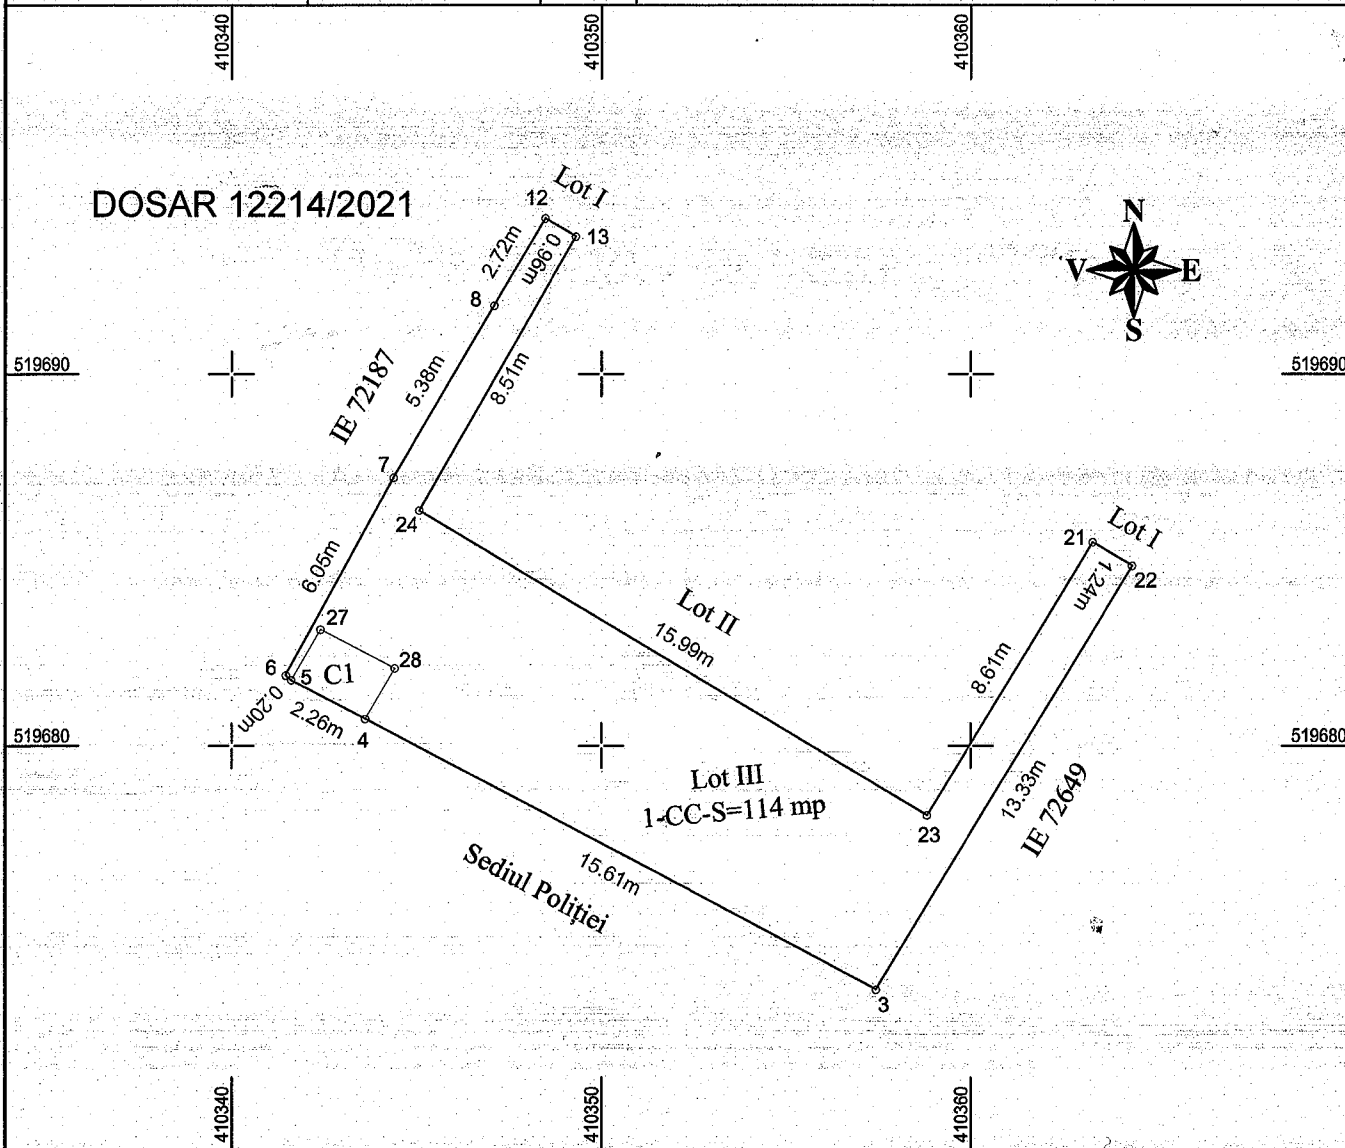 410340
410350
410360
DOSAR 12214/2021
12
Lot I
13
0.96m
2.72m
8
N
V
E
S
519690
519690
IE 72187
5.38m
8.51m
7
24
21
Lot I
22
1.24m
6.05m
Lot II
15.99m
27
28
6
5
C1
8.61m
0.20m
2.26m
4
519680
519680
Lot III
1-CC-S=114 mp
13.33m
IE 72649
23
15.61m
Sediul Poliției
3
410340
410350
410360